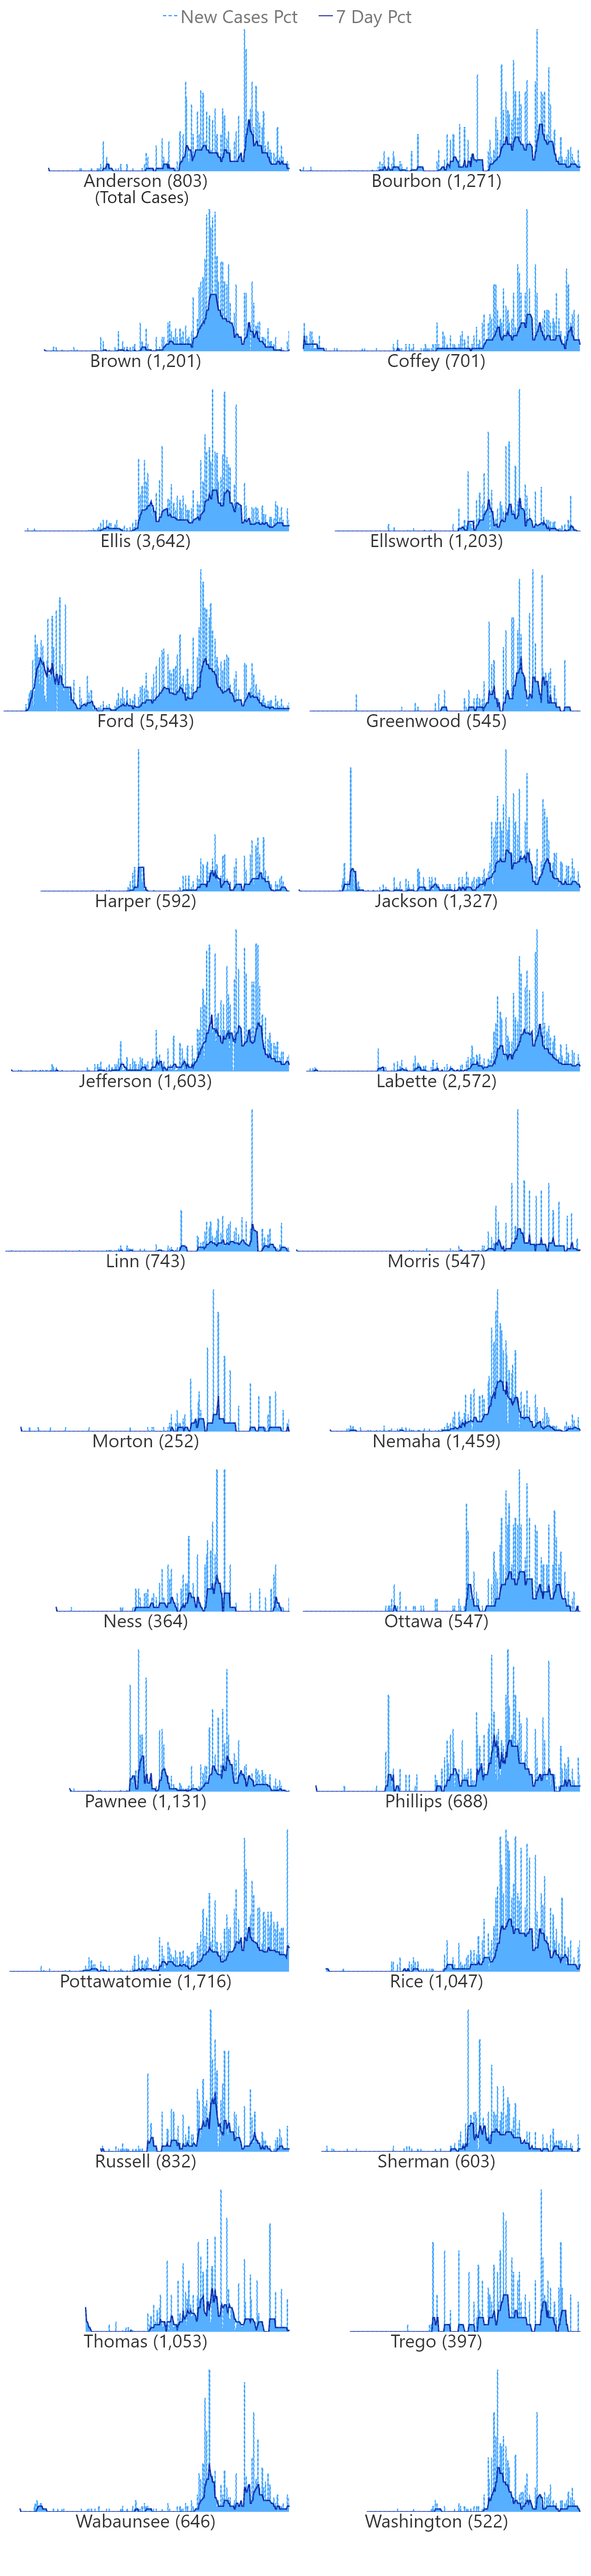 New Cases Pct 7 Day Pct
Anderson (803) Bourbon (1,271)
(Total Cases)
Brown (1,201) Coffey (701)
Ellis (3,642) Ellsworth (1,203)
Ford (5,543) Greenwood (545)
Harper (592) Jackson (1,327)
Jefferson (1,603) Labette (2,572)
Linn (743) Morris (547)
Morton (252) Nemaha (1,459)
Ness (364) Ottawa (547)
Pawnee (1,131) Phillips (688)
Pottawatomie (1,716) Rice (1,047)
Russell (832) Sherman (603)
Thomas (1,053) Trego (397)
Wabaunsee (646) Washington (522)